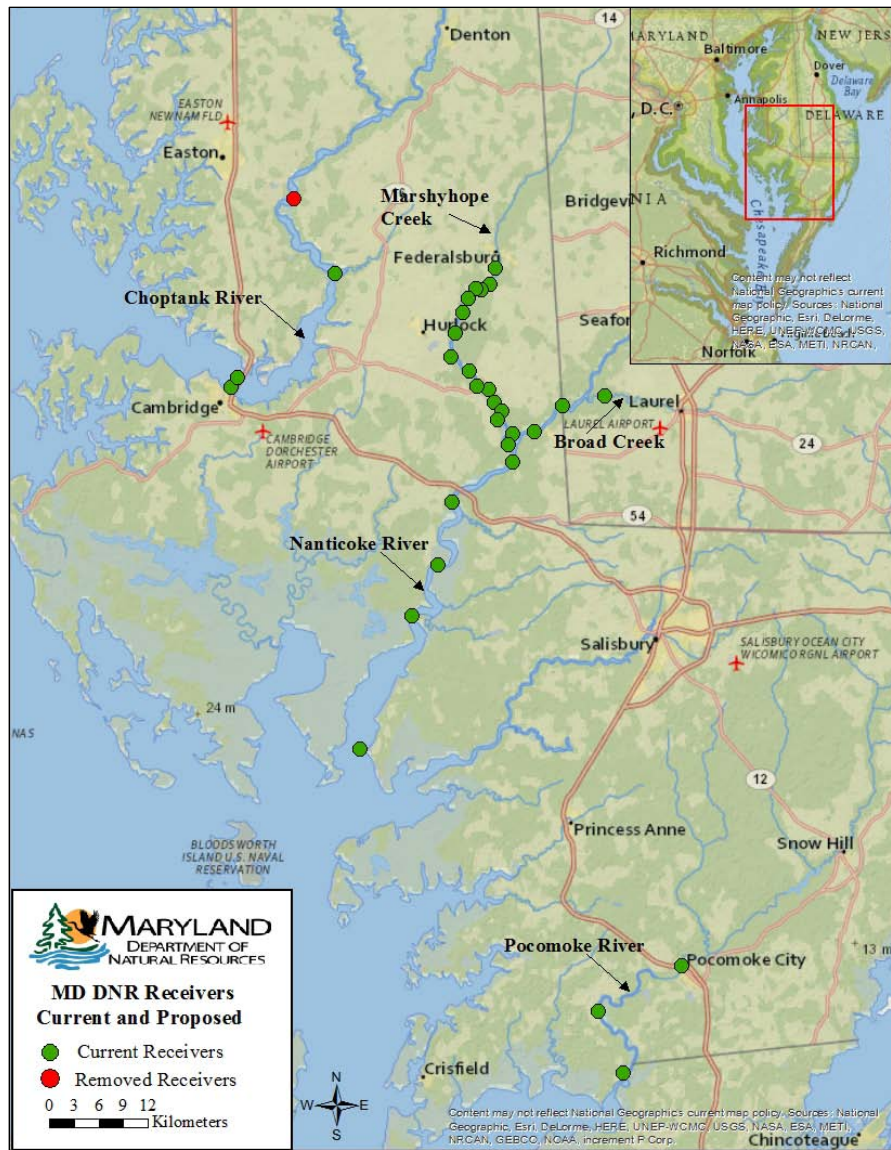 Denton
14
EASTON
NEWNAM FLD
Easton
Marshyhope
Creek
Bridgevi
Federalsburg
Choptank River
Hurlock
Seafor
Cambridge
Laurel
LAUREL AIRPORT
CAMBRIDGE
DORCHESTER
AIRPORT
Broad Creek
24
54
Nanticoke River
Salisbury
SALISBURY OCEAN CITY
WICOMICO RGNL AIRPORT
24 m
NAS
12
Princess Anne
Snow Hill
BLOODSWORTH
ISLAND U.S. NAVAL
RESERVATION
Pocomoke River
Pocomoke City
13 m
Crisfield
Chincoteague
MARYLAND
NEW JERS
Baltimore
Dover
Delaware
Bay
Annapolis
, D.C.
DELAWARE
NIA
Chesapeake
Richmond
Norfolk
Content may not reflect
National Geographic's current
map policy. Sources: National
Geographic, Esri, DeLorme,
HERE, UNEP-WCMC, USGS,
NASA, ESA, METI, NRCAN,
MARYLAND
DEPARTMENT OF
NATURAL RESOURCES
MD DNR Receivers
Current and Proposed
Current Receivers
Removed Receivers
0 3 6 9 12
Kilometers
N
W E
S
Content may not reflect National Geographic's current map policy. Sources: National
Geographic, Esri, DeLorme, HERE, UNEP-WCMC, USGS, NASA, ESA, METI,
NRCAN, GEBCO, NOAA, increment P Corp.